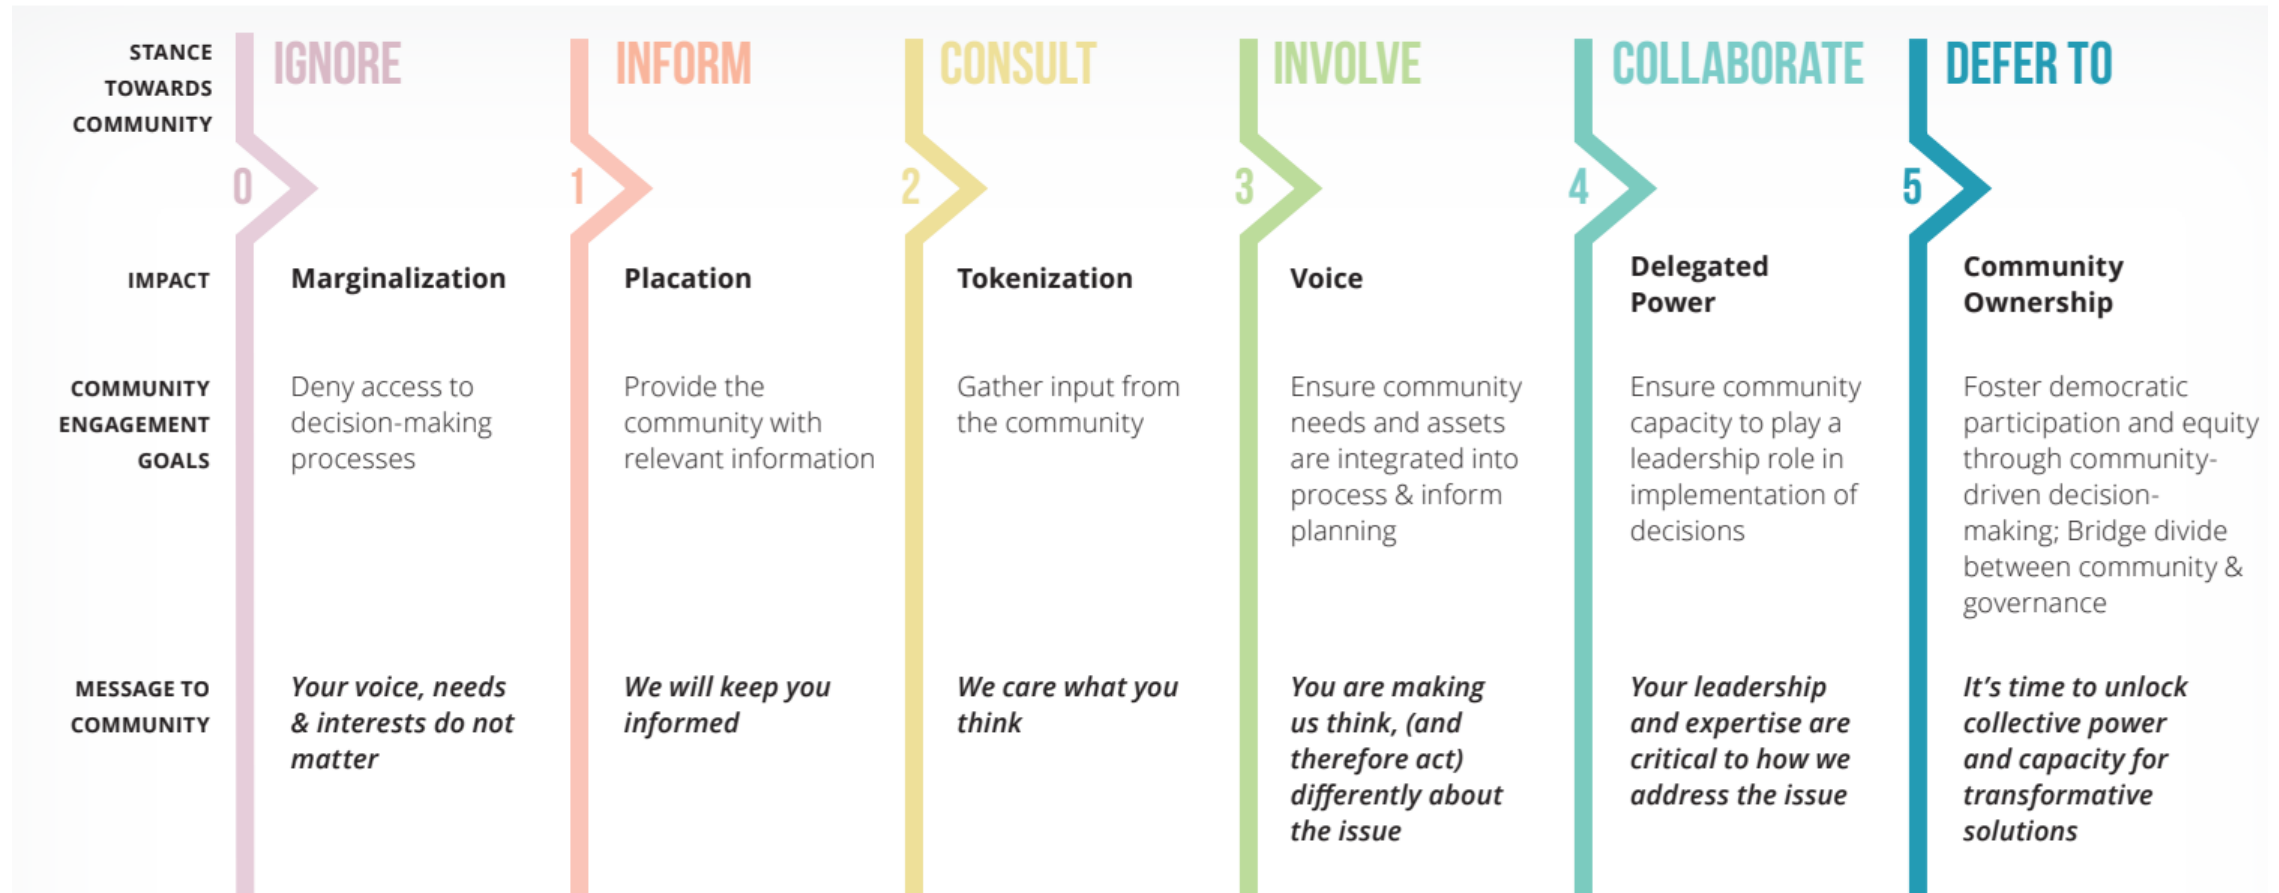 STANCE
TOWARDS
COMMUNITY
IGNORE
INFORM
CONSULT
INVOLVE
COLLABORATE
DEFER TO
0
1
2
3
4
5
IMPACT
Marginalization
Placation
Tokenization
Voice
Delegated
Power
Community
Ownership
COMMUNITY
ENGAGEMENT
GOALS
Deny access to
decision-making
processes
Provide the
community with
relevant information
Gather input from
the community
Ensure community
needs and assets
are integrated into
process & inform
planning
Ensure community
capacity to play a
leadership role in
implementation of
decisions
Foster democratic
participation and equity
through community-
driven decision-
making; Bridge divide
between community &
governance
MESSAGE TO
COMMUNITY
Your voice, needs
& interests do not
matter
We will keep you
informed
We care what you
think
You are making
us think, (and
therefore act)
differently about
the issue
Your leadership
and expertise are
critical to how we
address the issue
It's time to unlock
collective power
and capacity for
transformative
solutions